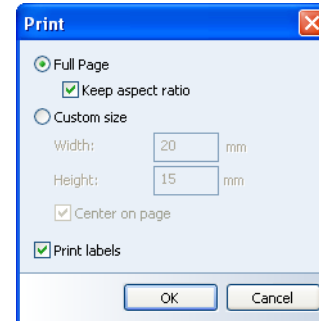 Print
Full Page
Keep aspect ratio
Custom size
Width: 20 mm
Height: 15 mm
Center on page
Print labels
OK Cancel